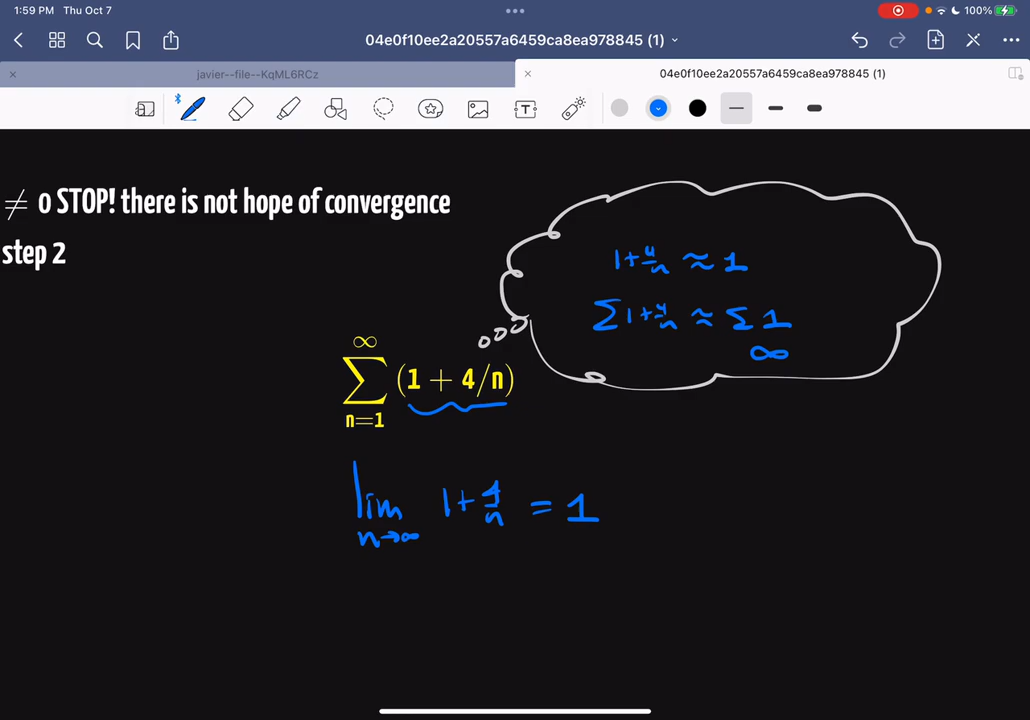 1:59 PM Thu Oct 7
100%
04e0f10ee2a20557a6459ca8ea978845 (1)
javier--file--KqML6RCz
04e0f10ee2a20557a6459ca8ea978845 (1)
≠ 0 STOP! there is not hope of convergence
step 2
1+4/n ≈ 1
∑ 1+4/n ≈ ∑ 1
∞
∞
∑ (1 + 4/n)
n=1
lim 1+4/n = 1
n→∞